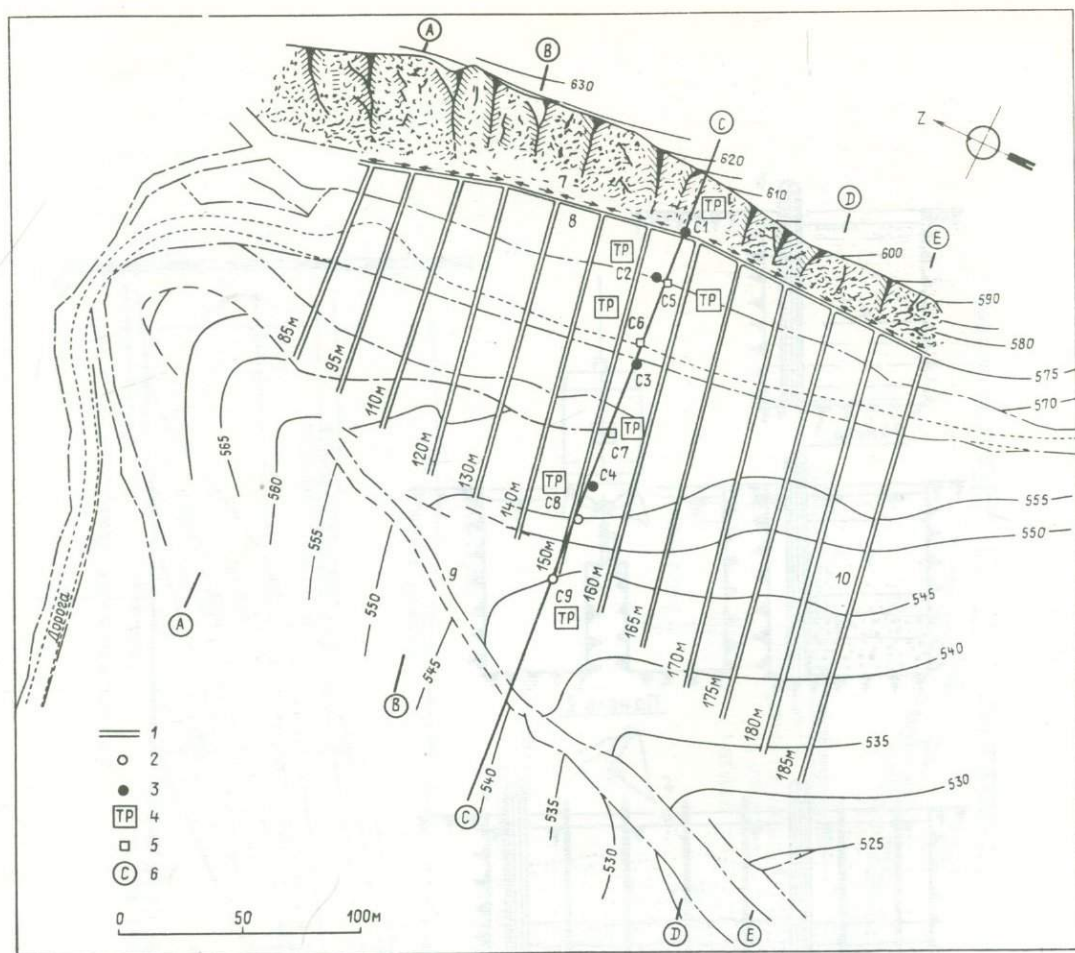 A
B
630
C
620
Z
610
D
600
E
590
580
575
570
TP
C1
7
8
TP
C2
C5
TP
TP
C6
C3
85М
95М
110М
120М
130М
140М
150М
160М
165М
170М
175М
180М
185М
TP
C7
TP
C4
C8
C9
TP
565
560
555
550
545
9
10
555
550
545
540
535
530
525
540
535
530
Дорога
A
B
C
D
E
1
2
3
TP 4
5
C 6
0 50 100М